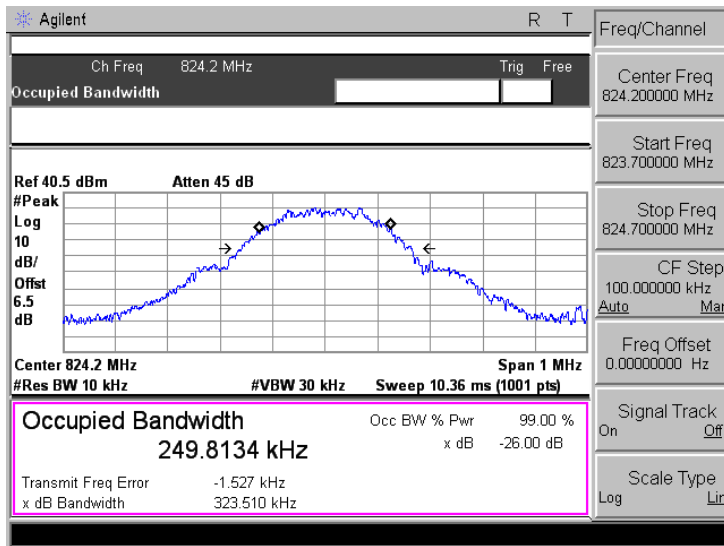 Agilent
R T
Ch Freq 824.2 MHz Trig Free
Occupied Bandwidth
Ref 40.5 dBm Atten 45 dB
#Peak
Log
10
dB/
Offst
6.5
dB
Center 824.2 MHz Span 1 MHz
#Res BW 10 kHz #VBW 30 kHz Sweep 10.36 ms (1001 pts)
Occupied Bandwidth
249.8134 kHz
Occ BW % Pwr 99.00 %
x dB -26.00 dB
Transmit Freq Error -1.527 kHz
x dB Bandwidth 323.510 kHz
Freq/Channel
Center Freq
824.200000 MHz
Start Freq
823.700000 MHz
Stop Freq
824.700000 MHz
CF Step
100.000000 kHz
Auto Man
Freq Offset
0.00000000 Hz
Signal Track
On Off
Scale Type
Log Lin